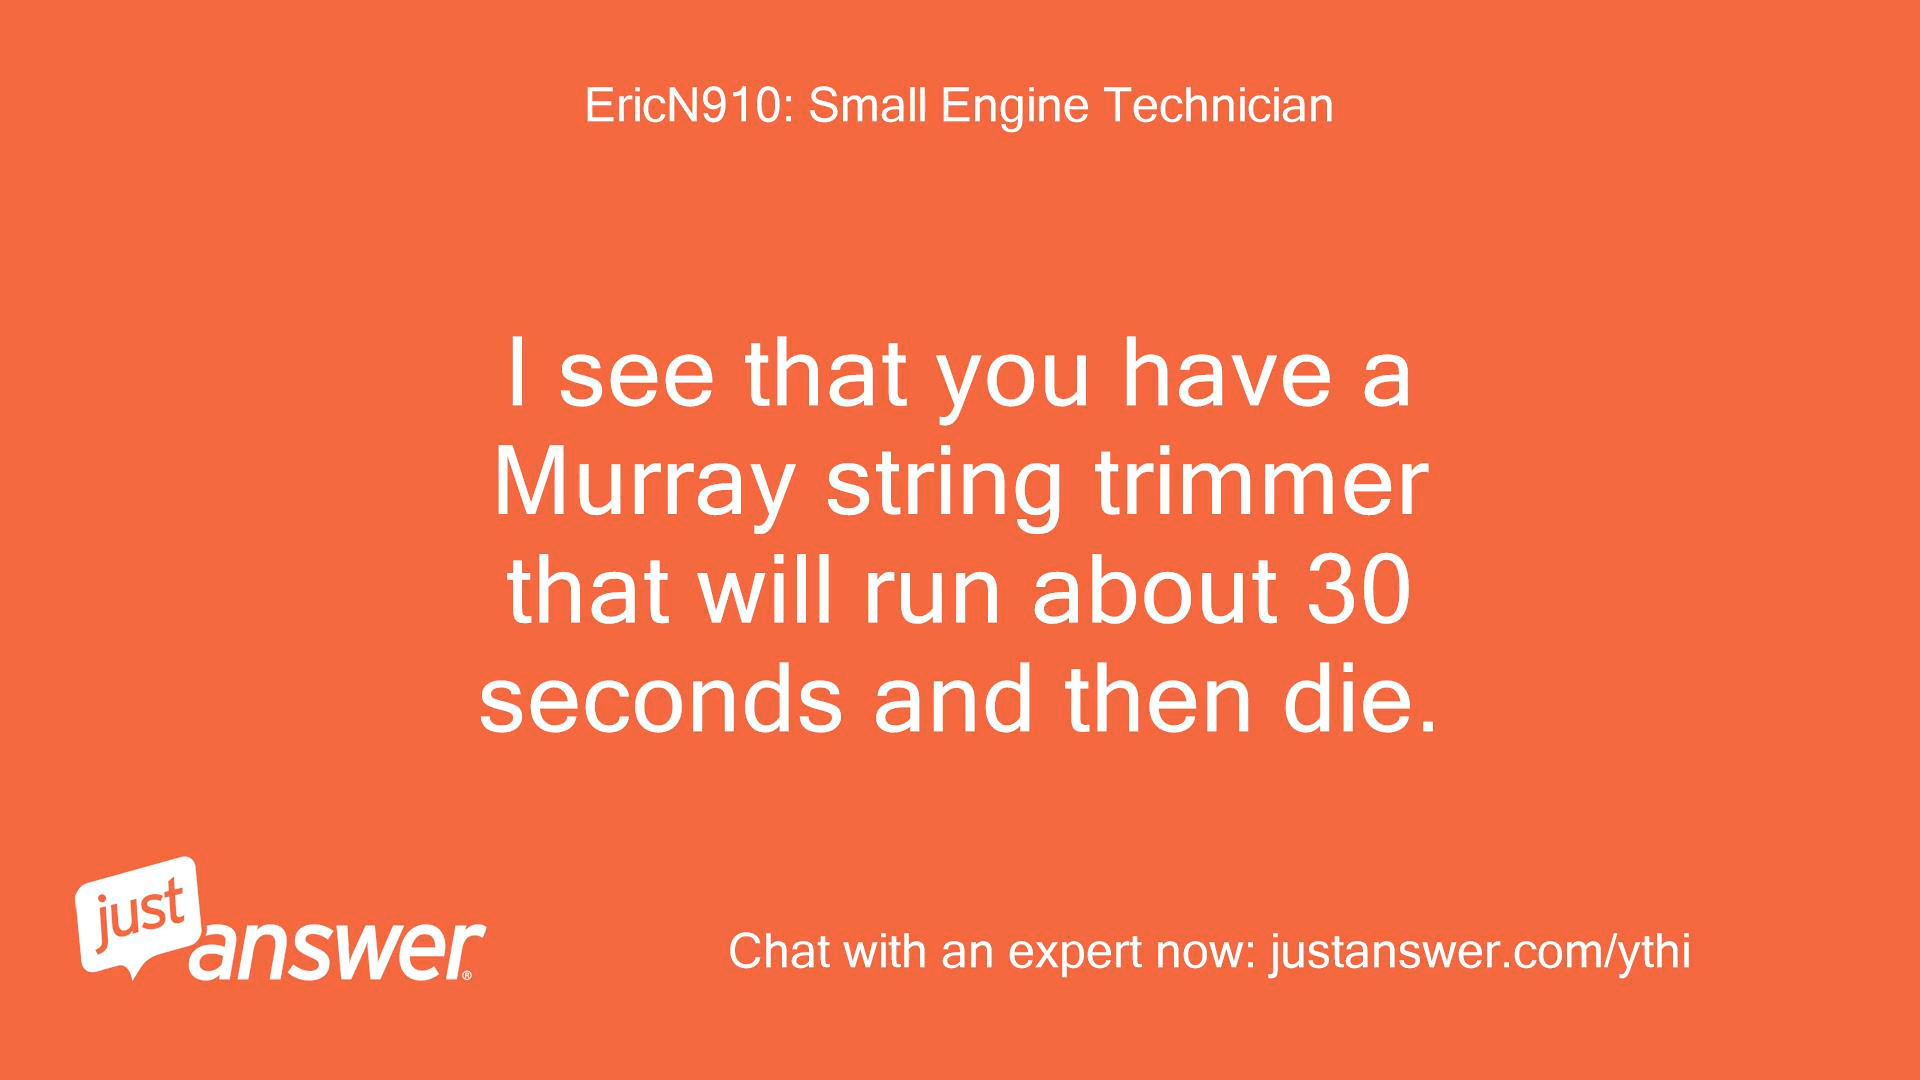 EricN910: Small Engine Technician
I see that you have a
Murray string trimmer
that will run about 30
seconds and then die.
just
answer®
Chat with an expert now: justanswer.com/ythi